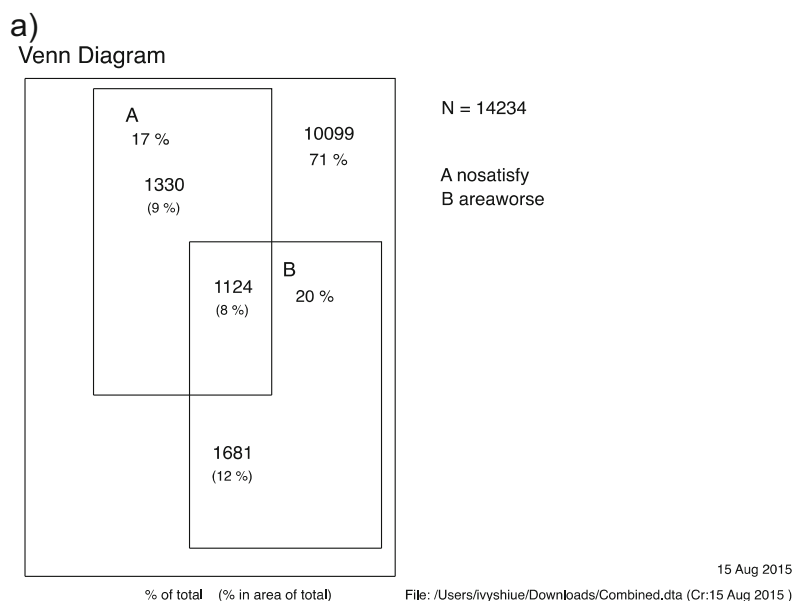 a)
Venn Diagram
A
17 %
1330
(9 %)
10099
71 %
1124
(8 %)
B
20 %
1681
(12 %)
N = 14234
A nosatisfy
B areaworse
15 Aug 2015
% of total (% in area of total)
File: /Users/ivyshiue/Downloads/Combined.dta (Cr:15 Aug 2015 )